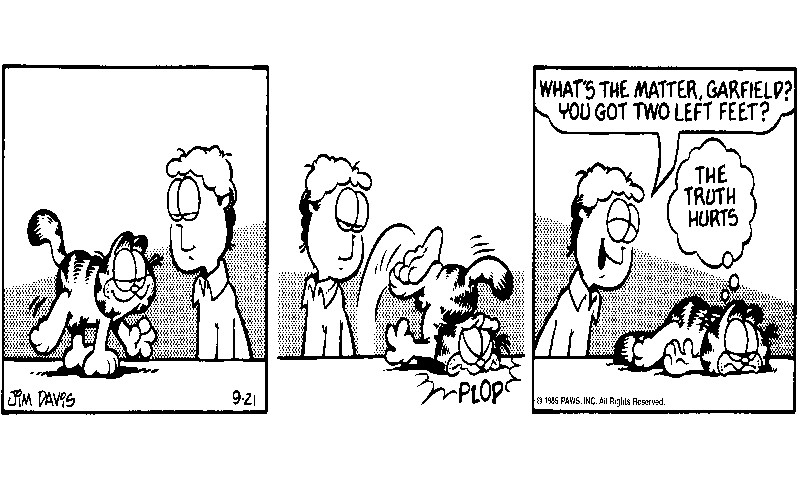 JIM DAVIS
9-21
PLOP
WHAT'S THE MATTER, GARFIELD?
YOU GOT TWO LEFT FEET?
THE
TRUTH
HURTS
© 1985 PAWS, INC. All Rights Reserved.